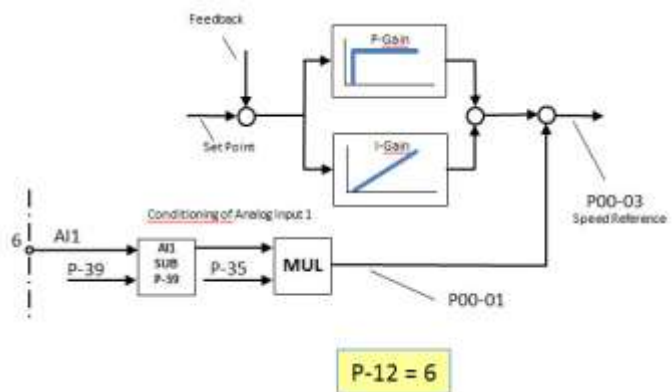 Feedback
P-Gain
Set Point
I-Gain
P00-03
Speed Reference
Conditioning of Analog Input 1
6
AI1
AI1
SUB
P-39
P-39
P-35
MUL
P00-01
P-12 = 6